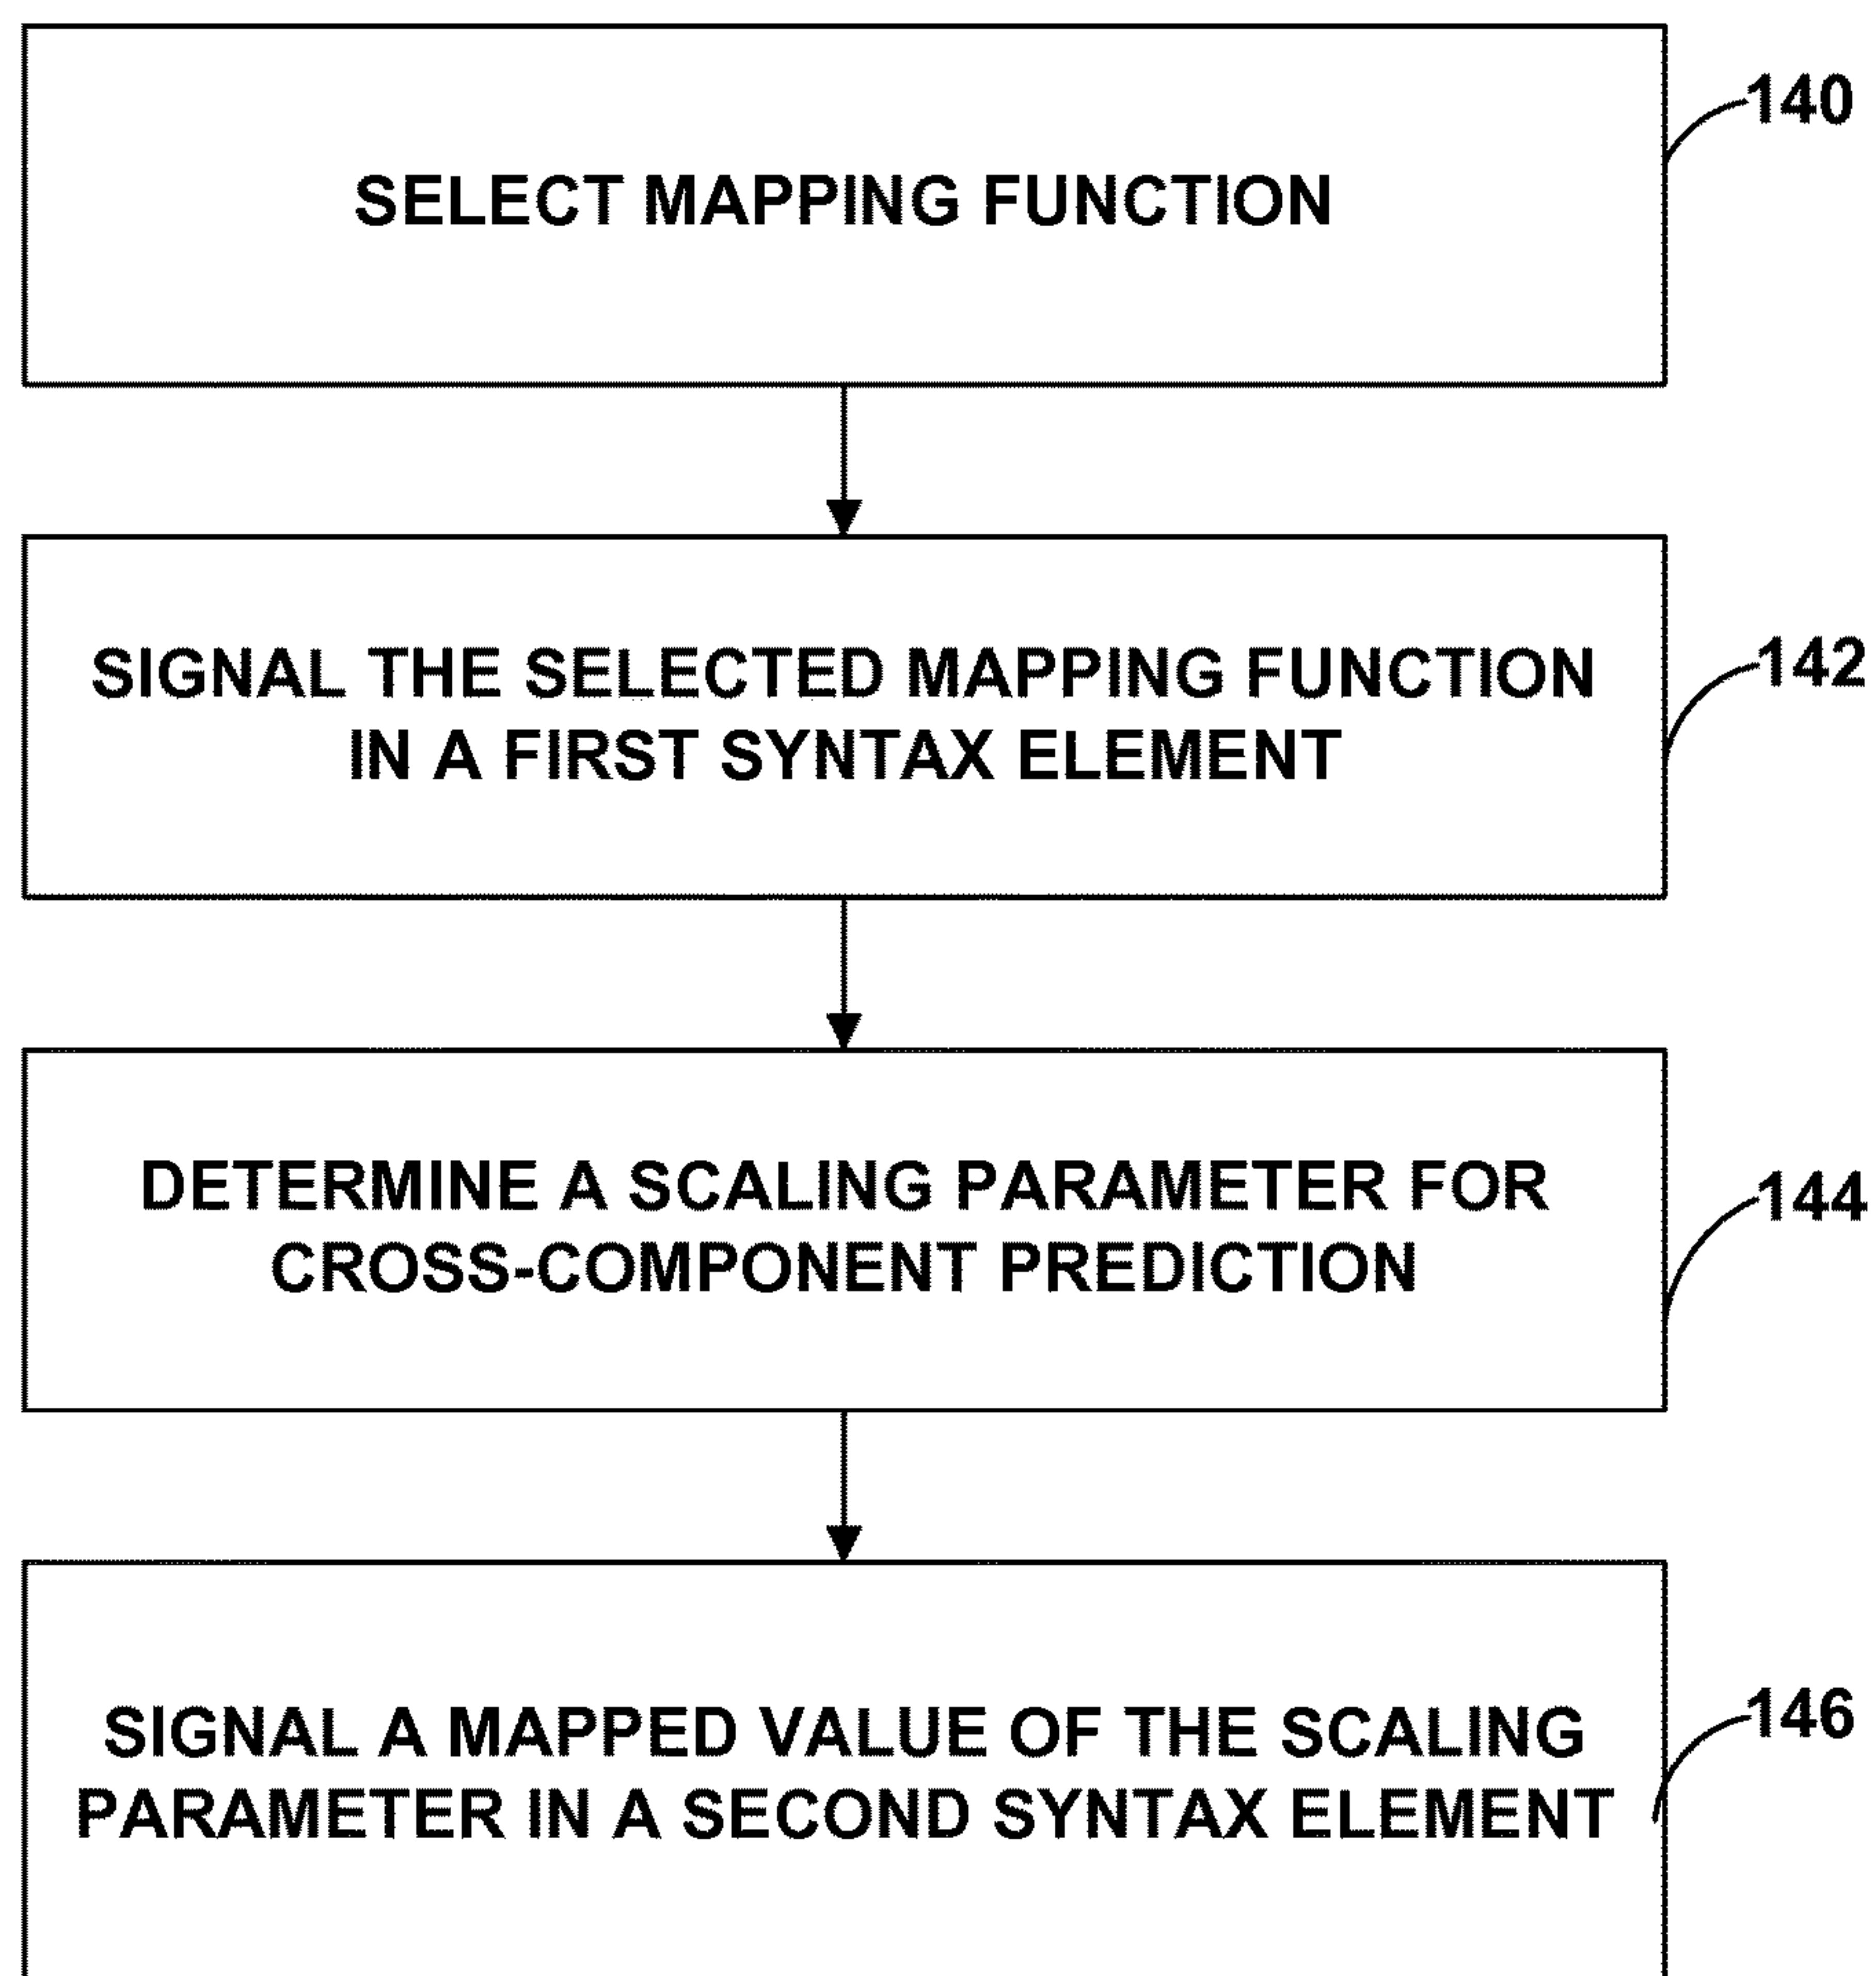 140
SELECT MAPPING FUNCTION
142
SIGNAL THE SELECTED MAPPING FUNCTION
IN A FIRST SYNTAX ELEMENT
144
DETERMINE A SCALING PARAMETER FOR
CROSS-COMPONENT PREDICTION
146
SIGNAL A MAPPED VALUE OF THE SCALING
PARAMETER IN A SECOND SYNTAX ELEMENT